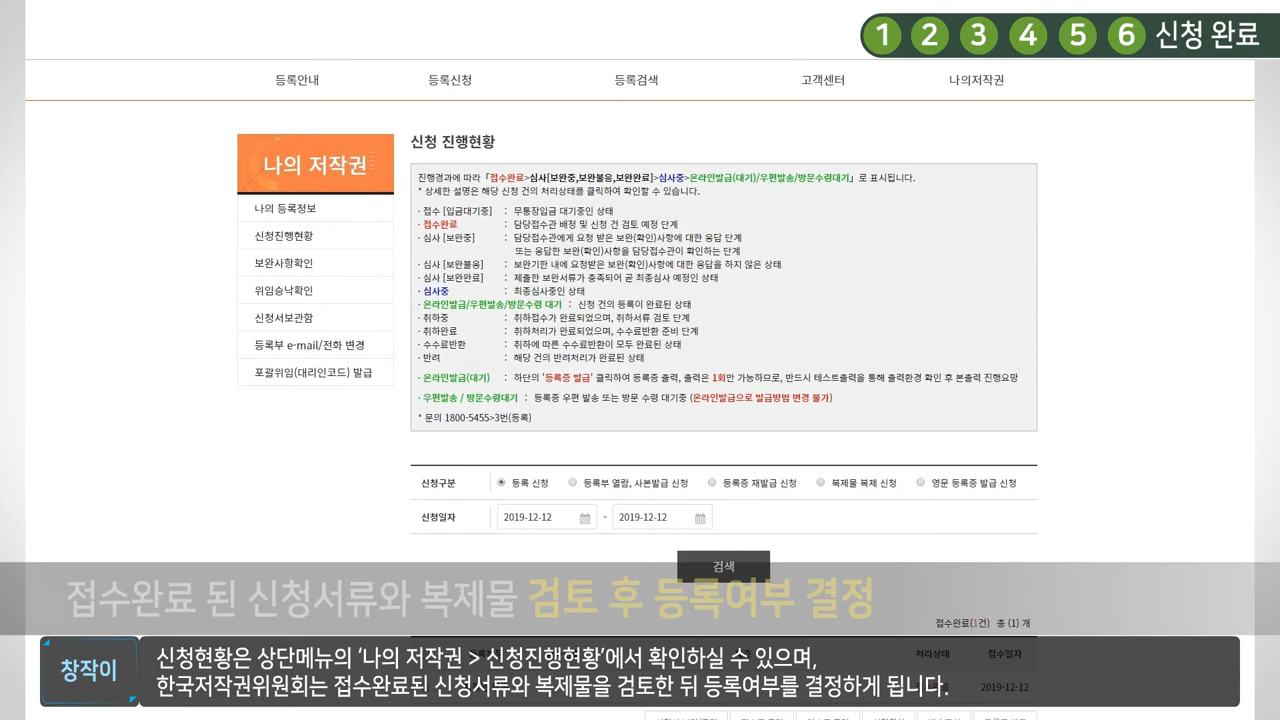 1 2 3 4 5 6 신청 완료
등록안내 등록신청 등록검색 고객센터 나의저작권
나의 저작권
나의 등록정보
신청진행현황
보완사항확인
위임승낙확인
신청서보관함
등록부 e-mail/전화 변경
포괄위임(대리인코드) 발급
신청 진행현황
진행경과에 따라 「접수완료>심사[보완중,보완불응,보완완료]>심사중>온라인발급(대기)/우편발송/방문수령대기」로 표시됩니다.
* 상세한 설명은 해당 신청 건의 처리상태를 클릭하여 확인할 수 있습니다.
· 접수 [입금대기중] : 무통장입금 대기중인 상태
· 접수완료 : 담당접수관 배정 및 신청 건 검토 예정 단계
· 심사 [보완중] : 담당접수관에게 요청 받은 보완(확인)사항에 대한 응답 단계
또는 응답한 보완(확인)사항을 담당접수관이 확인하는 단계
· 심사 [보완불응] : 보완기한 내에 요청받은 보완(확인)사항에 대한 응답을 하지 않은 상태
· 심사 [보완완료] : 제출한 보완서류가 충족되어 곧 최종심사 예정인 상태
· 심사중 : 최종심사중인 상태
· 온라인발급/우편발송/방문수령 대기 : 신청 건의 등록이 완료된 상태
· 취하중 : 취하접수가 완료되었으며, 취하서류 검토 단계
· 취하완료 : 취하처리가 완료되었으며, 수수료반환 준비 단계
· 수수료반환 : 취하에 따른 수수료반환이 모두 완료된 상태
· 반려 : 해당 건의 반려처리가 완료된 상태
· 온라인발급(대기) : 하단의 '등록증 발급' 클릭하여 등록증 출력, 출력은 1회만 가능하므로, 반드시 테스트출력을 통해 출력환경 확인 후 본출력 진행요망
· 우편발송 / 방문수령대기 : 등록증 우편 발송 또는 방문 수령 대기중 (온라인발급으로 발급방법 변경 불가)
* 문의 1800-5455>3번(등록)
신청구분 등록 신청 등록부 열람, 사본발급 신청 등록증 재발급 신청 복제물 복제 신청 영문 등록증 발급 신청
신청일자 2019-12-12 - 2019-12-12
검색
접수완료 된 신청서류와 복제물 검토 후 등록여부 결정
접수완료(1건) 총 (1) 개
처리상태 접수일자
2019-12-12
창작이
신청현황은 상단메뉴의 ‘나의 저작권 > 신청진행현황’에서 확인하실 수 있으며,
한국저작권위원회는 접수완료된 신청서류와 복제물을 검토한 뒤 등록여부를 결정하게 됩니다.